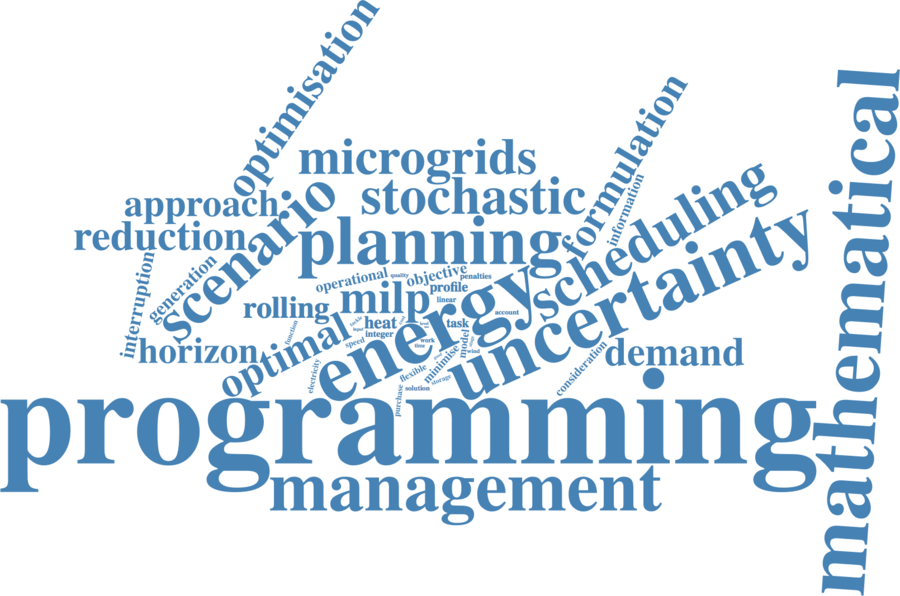 optimisation
mathematical
formulation
microgrids
stochastic
approach
scenario
scheduling
information
reduction
planning
uncertainty
interruption
generation
operational
quality
objective
penalties
energy
profile
milp
linear
rolling
account
function
optimal
heat
task
integer
model
horizon
speed
work
time
minimise
wind
demand
consideration
electricity
flexible
storage
solution
purchase
programming
management